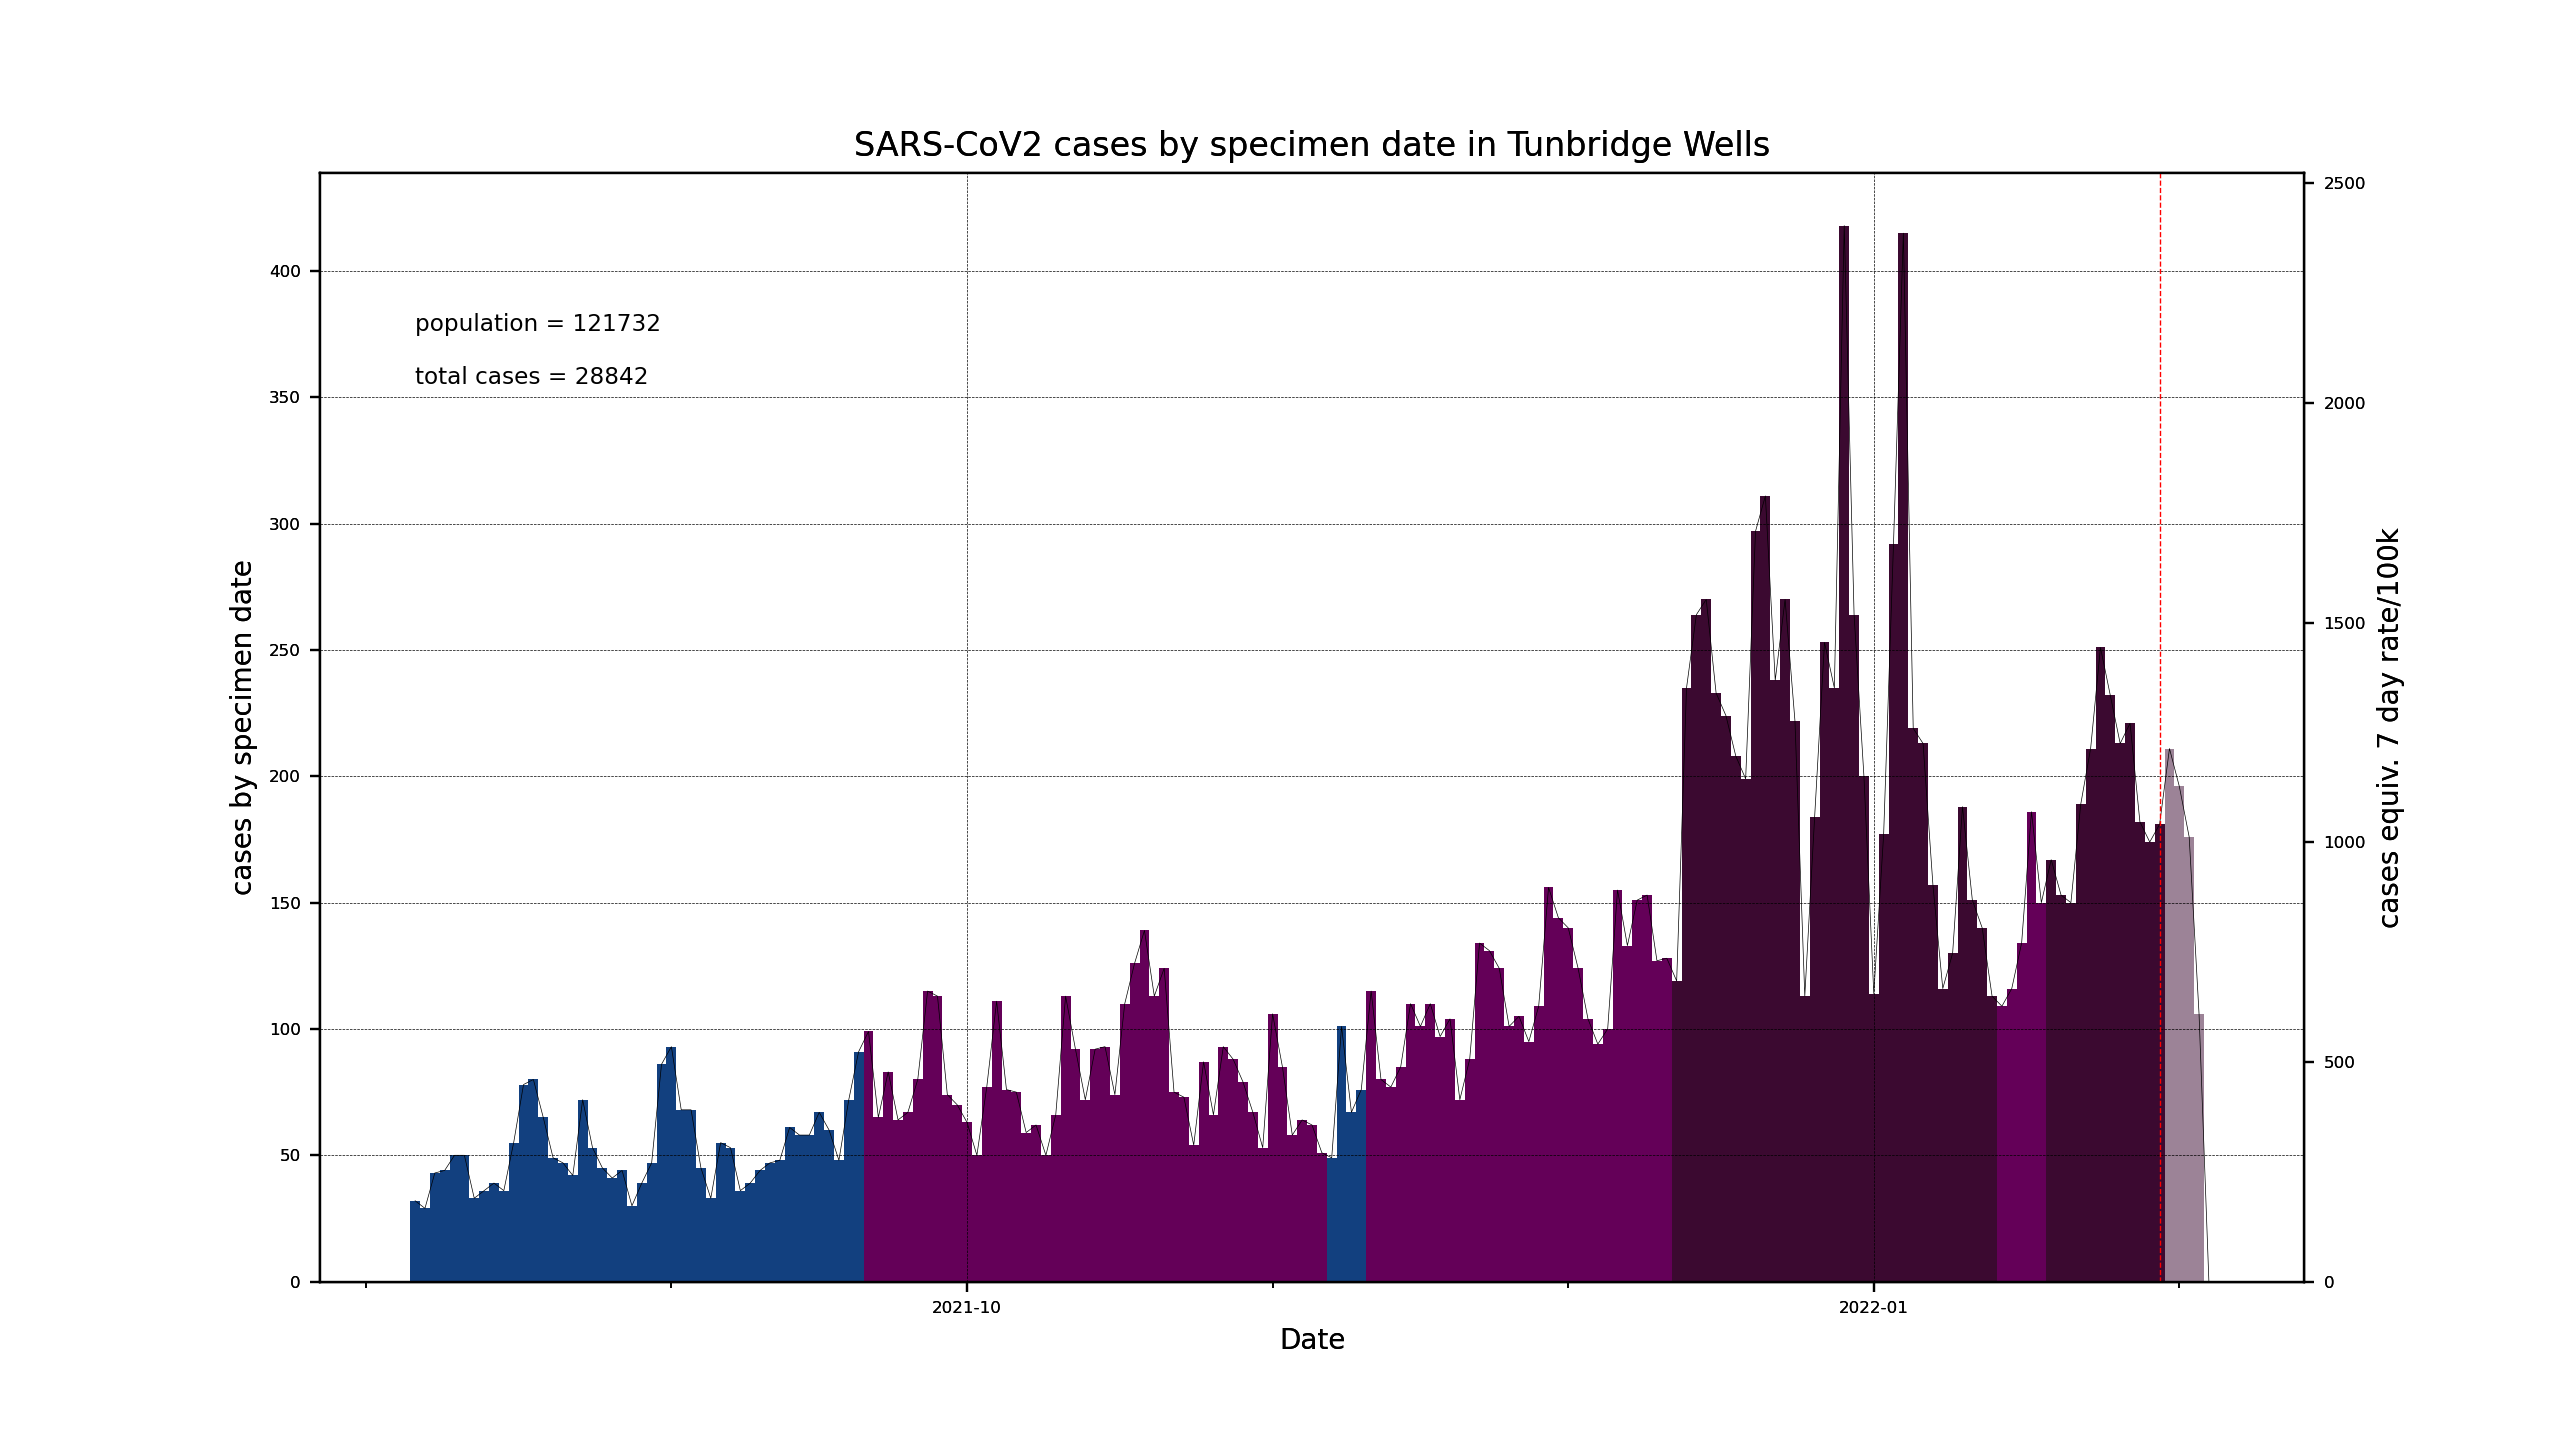 SARS-CoV2 cases by specimen date in Tunbridge Wells
population = 121732
total cases = 28842
cases by specimen date
400
350
300
250
200
150
100
50
0
2500
2000
1500
1000
500
0
cases equiv. 7 day rate/100k
2021-10
2022-01
Date